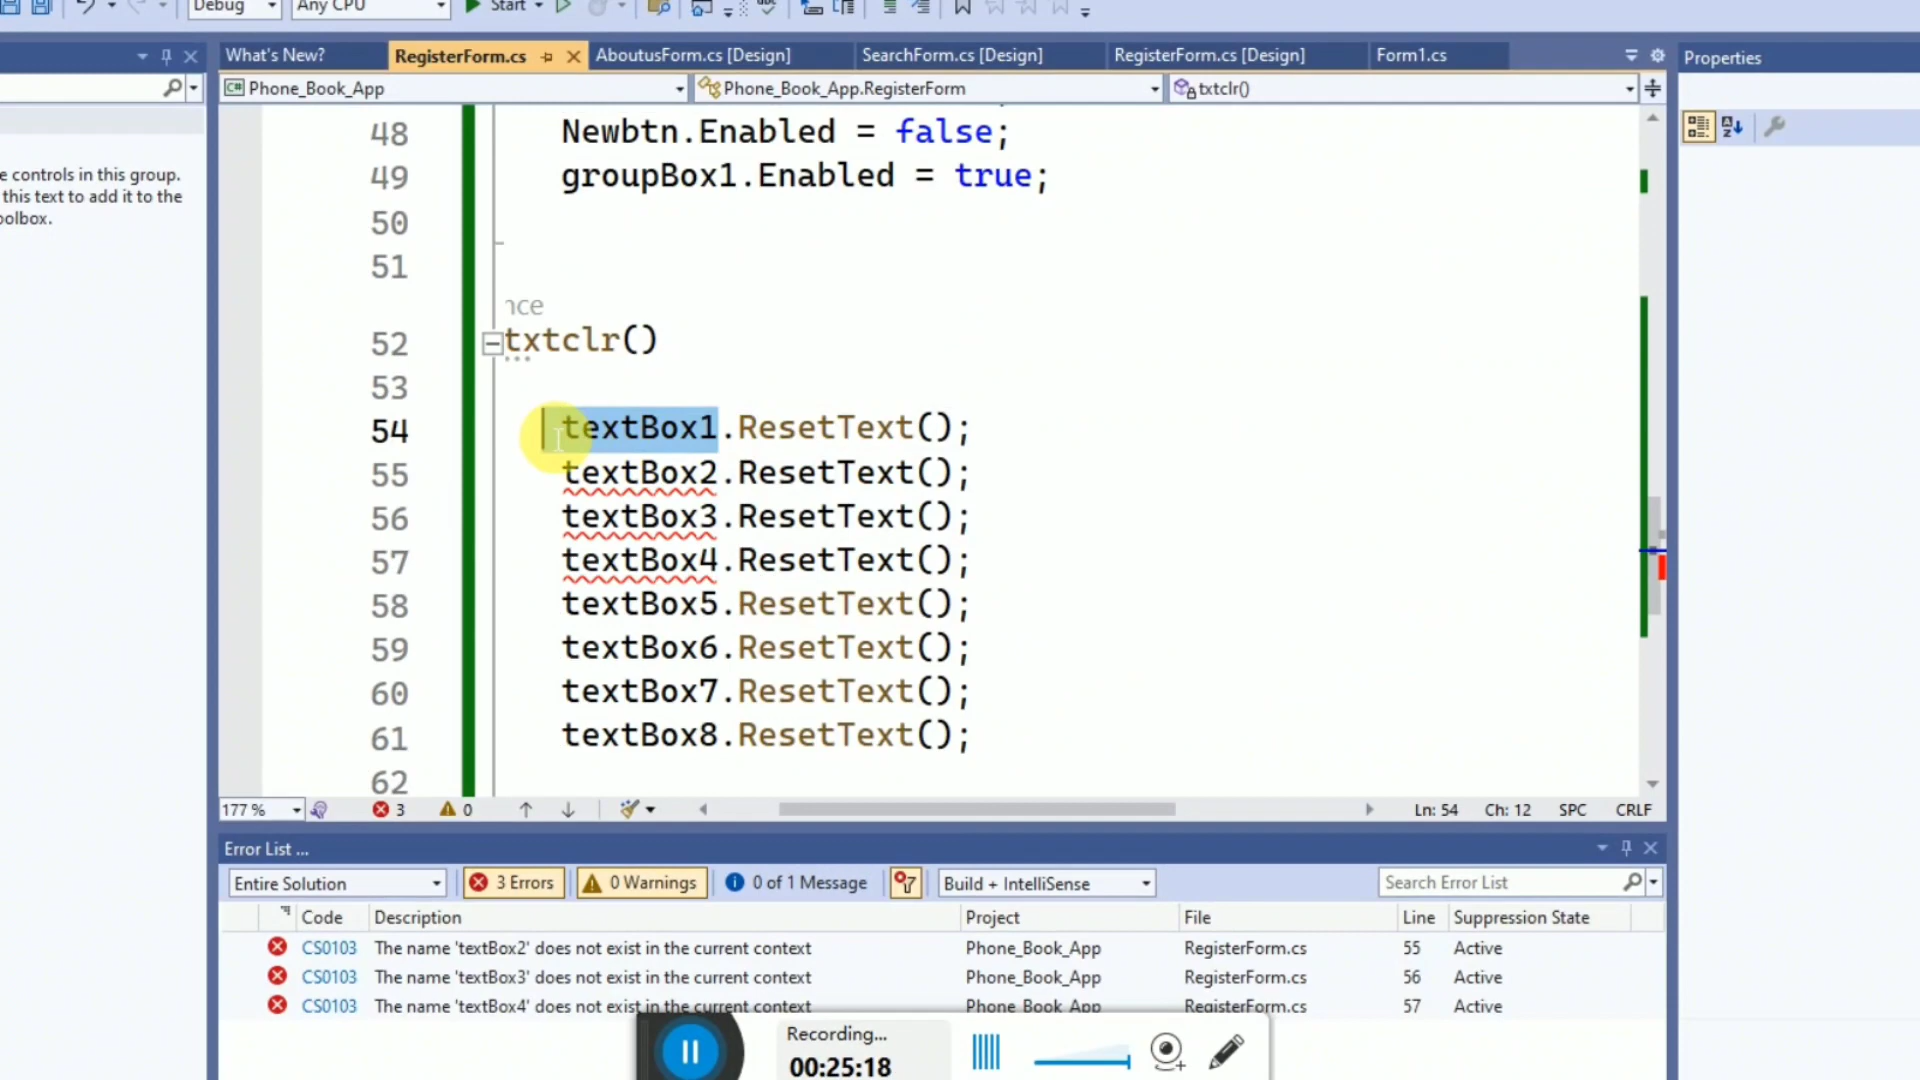 Debug
Any CPU
Start
What's New?
RegisterForm.cs
AboutusForm.cs [Design]
SearchForm.cs [Design]
RegisterForm.cs [Design]
Form1.cs
Properties
Phone_Book_App
Phone_Book_App.RegisterForm
txtclr()
e controls in this group.
this text to add it to the
oolbox.
48 Newbtn.Enabled = false;
49 groupBox1.Enabled = true;
50
51
nce
52 txtclr()
53
54 textBox1.ResetText();
55 textBox2.ResetText();
56 textBox3.ResetText();
57 textBox4.ResetText();
58 textBox5.ResetText();
59 textBox6.ResetText();
60 textBox7.ResetText();
61 textBox8.ResetText();
62
177 % 3 0 Ln: 54 Ch: 12 SPC CRLF
Error List ...
Entire Solution 3 Errors 0 Warnings 0 of 1 Message Build + IntelliSense Search Error List
Code Description Project File Line Suppression State
CS0103 The name 'textBox2' does not exist in the current context Phone_Book_App RegisterForm.cs 55 Active
CS0103 The name 'textBox3' does not exist in the current context Phone_Book_App RegisterForm.cs 56 Active
CS0103 The name 'textBox4' does not exist in the current context Phone_Book_App RegisterForm.cs 57 Active
Recording...
00:25:18